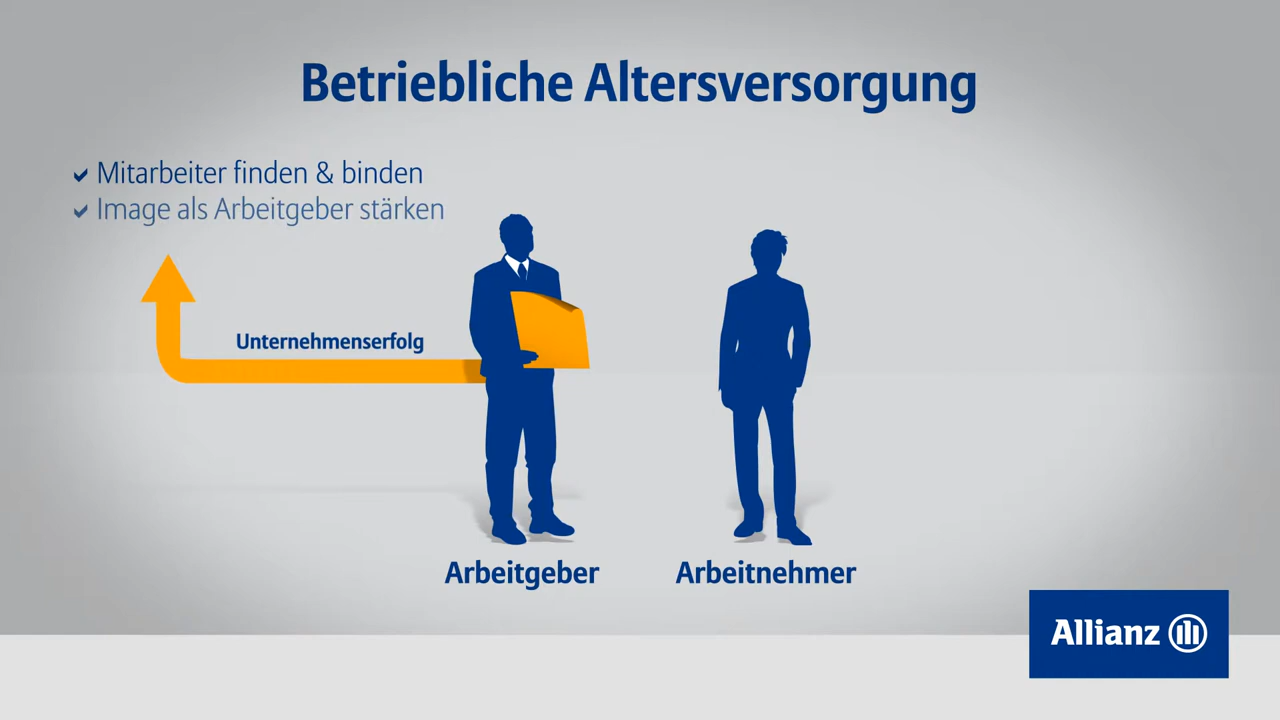 Betriebliche Altersversorgung
Mitarbeiter finden & binden
Image als Arbeitgeber stärken
Unternehmenserfolg
Arbeitgeber
Arbeitnehmer
Allianz